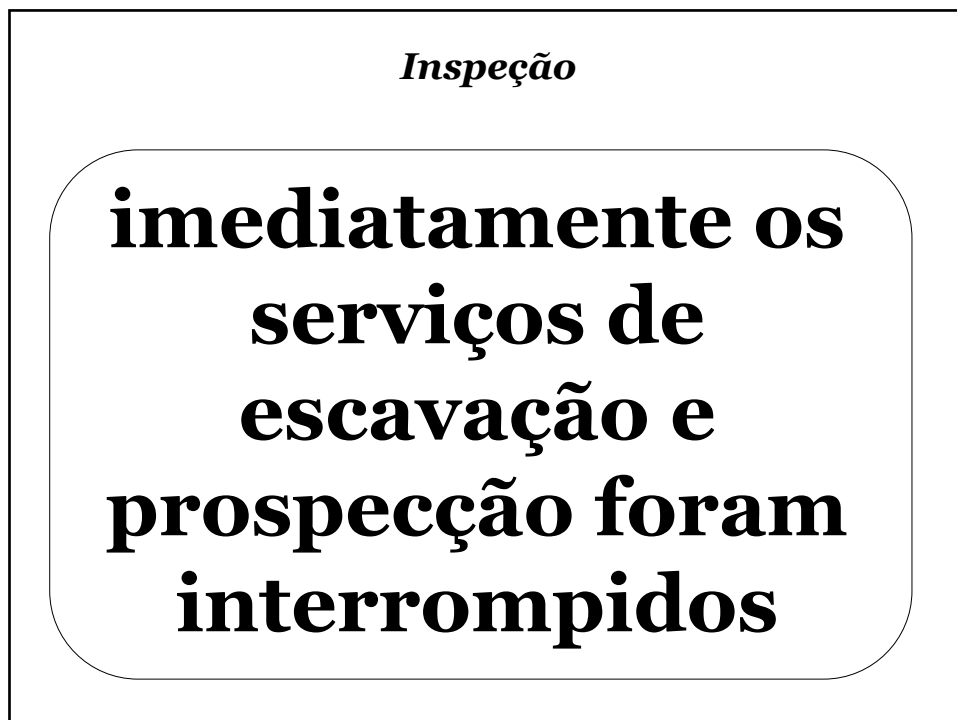 Inspeção
imediatamente os
serviços de
escavação e
prospecção foram
interrompidos